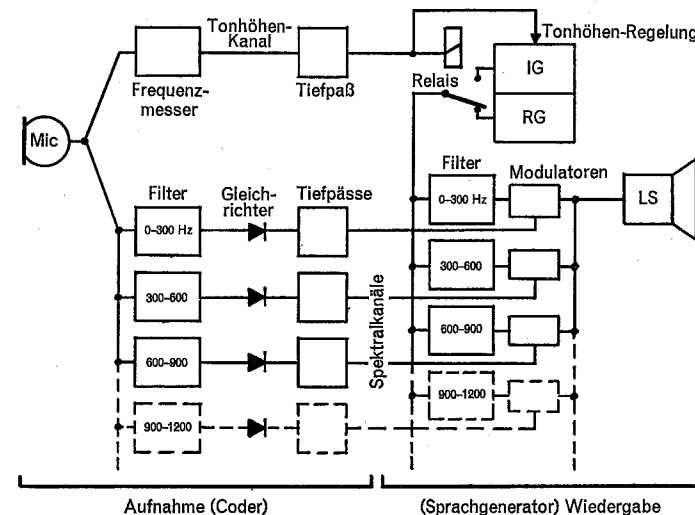 Tonhöhen-
Kanal
Frequenz-
messer
Tiefpaß
Tonhöhen-Regelung
IG
RG
Relais
Mic
Filter
Gleich-
richter
Tiefpässe
0–300 Hz
300–600
600–900
900–1200
Spektralkanäle
Filter
Modulatoren
0–300 Hz
300–600
600–900
900–1200
LS
Aufnahme (Coder)
(Sprachgenerator) Wiedergabe